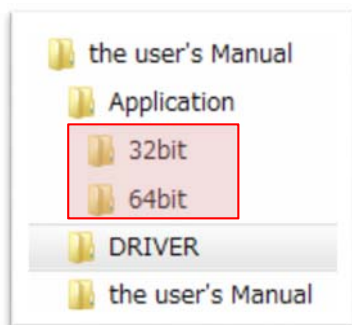 the user's Manual
Application
32bit
64bit
DRIVER
the user's Manual